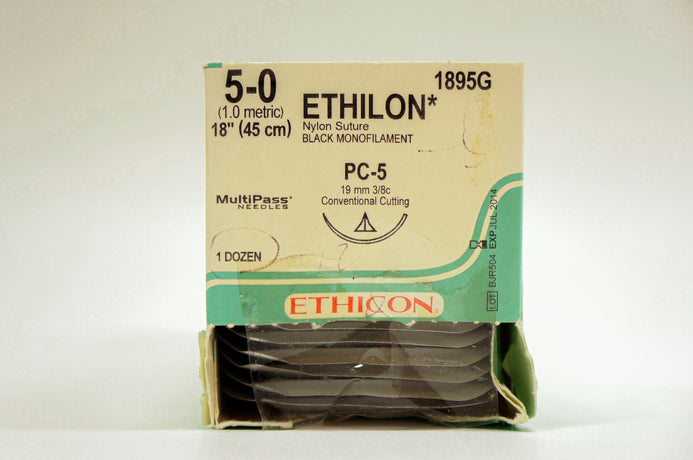 5-0
(1.0 metric)
18" (45 cm)
1895G
ETHILON*
Nylon Suture
BLACK MONOFILAMENT
PC-5
19 mm 3/8c
Conventional Cutting
MultiPass*
NEEDLES
1 DOZEN
LOT BJR504 EXP JUL 2014
ETHICON